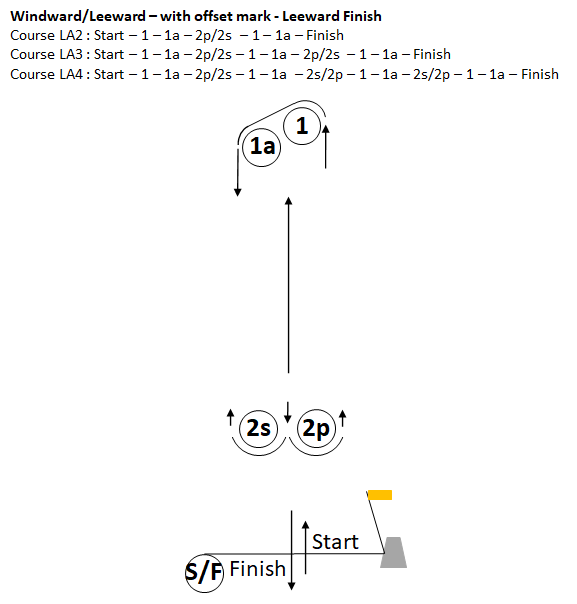 Windward/Leeward – with offset mark - Leeward Finish
Course LA2 : Start – 1 – 1a – 2p/2s – 1 – 1a – Finish
Course LA3 : Start – 1 – 1a – 2p/2s – 1 – 1a – 2p/2s – 1 – 1a – Finish
Course LA4 : Start – 1 – 1a – 2p/2s – 1 – 1a – 2s/2p – 1 – 1a – 2s/2p – 1 – 1a – Finish
1
1a
2s 2p
Start
S/F Finish